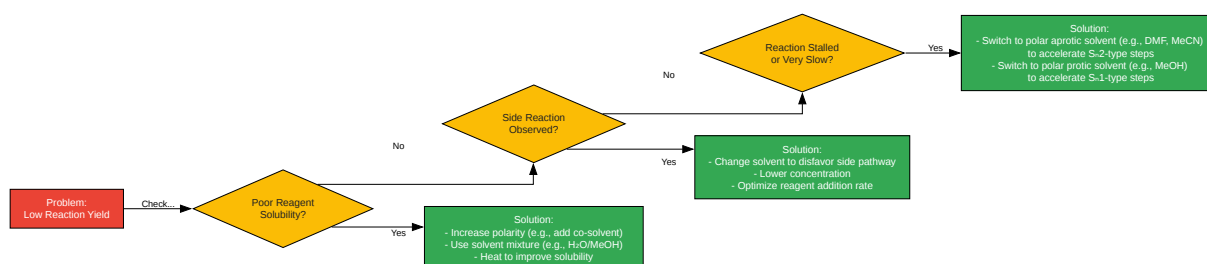 Problem:
Low Reaction Yield
Check...
Poor Reagent
Solubility?
Yes
Solution:
- Increase polarity (e.g., add co-solvent)
- Use solvent mixture (e.g., H₂O/MeOH)
- Heat to improve solubility
No
Side Reaction
Observed?
Yes
Solution:
- Change solvent to disfavor side pathway
- Lower concentration
- Optimize reagent addition rate
No
Reaction Stalled
or Very Slow?
Yes
Solution:
- Switch to polar aprotic solvent (e.g., DMF, MeCN)
to accelerate Sₙ2-type steps
- Switch to polar protic solvent (e.g., MeOH)
to accelerate Sₙ1-type steps